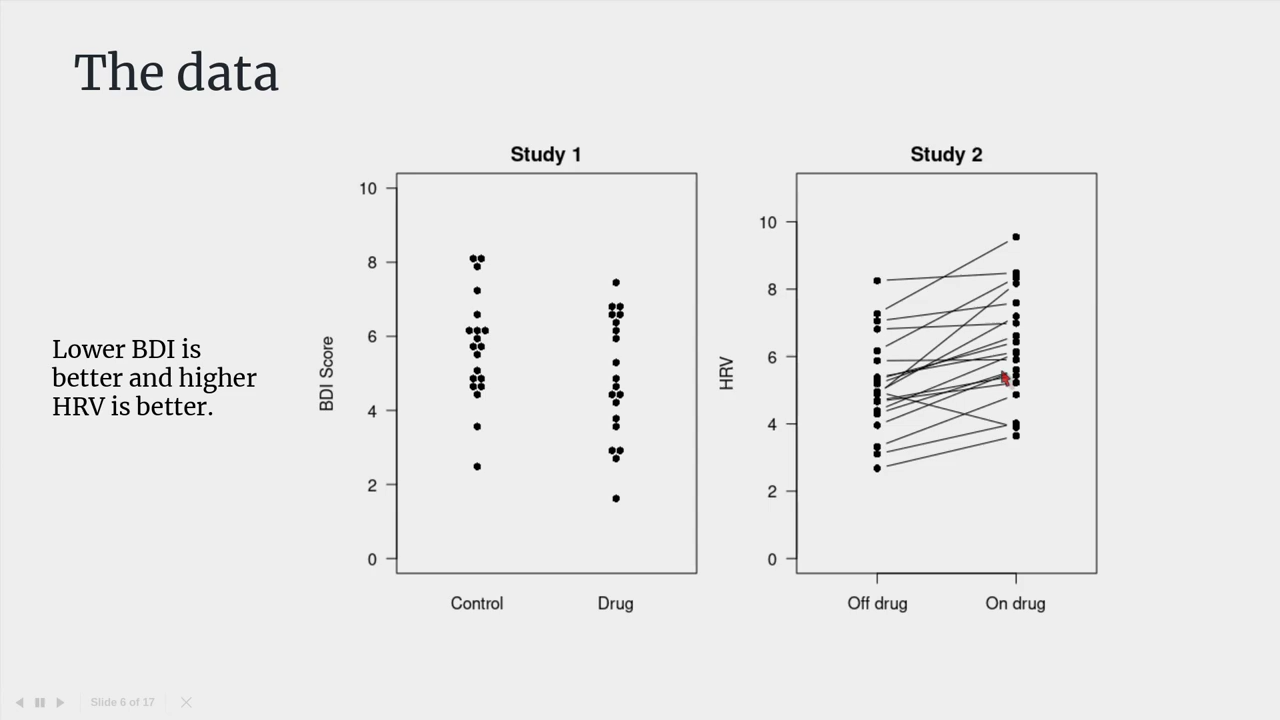 The data
Lower BDI is
better and higher
HRV is better.
Study 1
BDI Score
10
8
6
4
2
0
Control Drug
Study 2
HRV
10
8
6
4
2
0
Off drug On drug
Slide 6 of 17